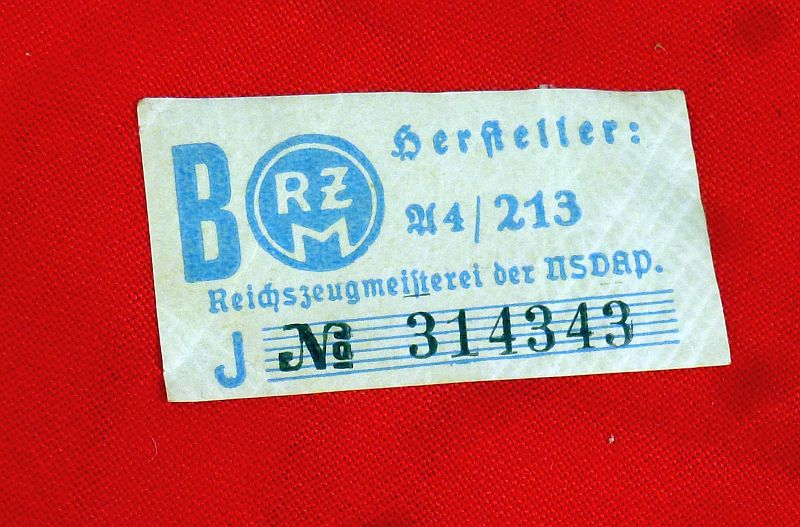 B RZM Hersteller:
A4/213
Reichszeugmeisterei der NSDAP.
J № 314343